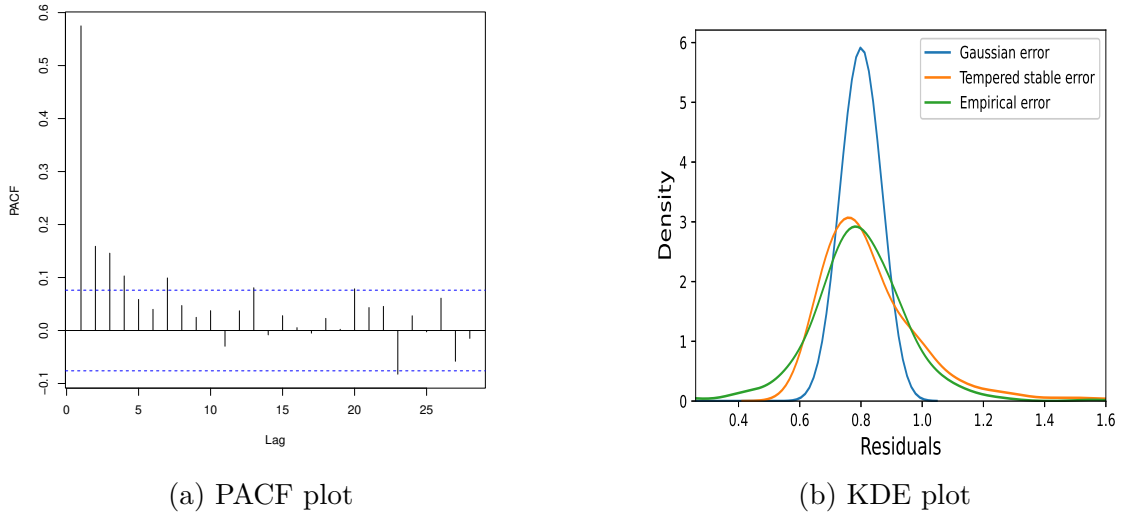 0.6
0.5
0.4
0.3
0.2
0.1
0.0
−0.1
PACF
0 5 10 15 20 25
Lag
(a) PACF plot
Gaussian error
Tempered stable error
Empirical error
6
5
4
3
2
1
0
Density
0.4 0.6 0.8 1.0 1.2 1.4 1.6
Residuals
(b) KDE plot